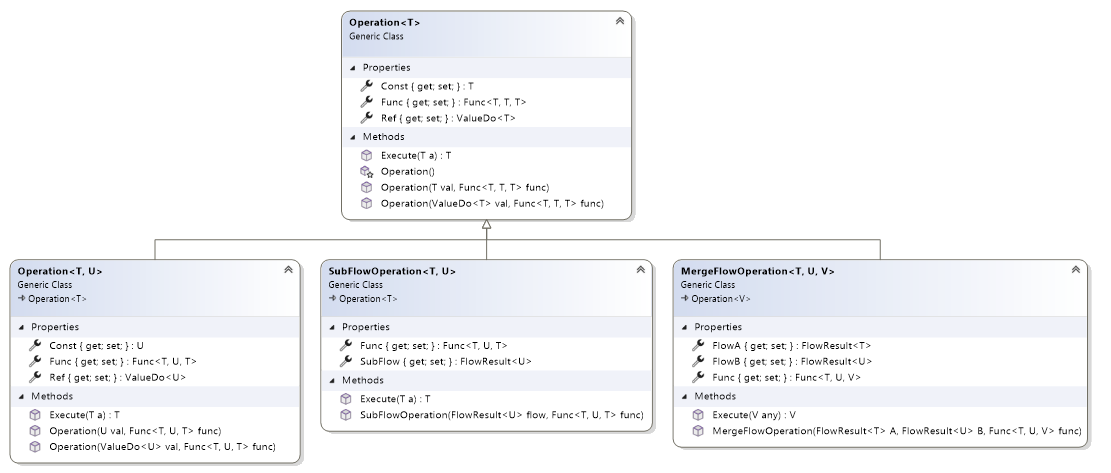 Operation<T>
Generic Class
Properties
Const { get; set; } : T
Func { get; set; } : Func<T, T, T>
Ref { get; set; } : ValueDo<T>
Methods
Execute(T a) : T
Operation()
Operation(T val, Func<T, T, T> func)
Operation(ValueDo<T> val, Func<T, T, T> func)
Operation<T, U>
Generic Class
Operation<T>
Properties
Const { get; set; } : U
Func { get; set; } : Func<T, U, T>
Ref { get; set; } : ValueDo<U>
Methods
Execute(T a) : T
Operation(U val, Func<T, U, T> func)
Operation(ValueDo<U> val, Func<T, U, T> func)
SubFlowOperation<T, U>
Generic Class
Operation<T>
Properties
Func { get; set; } : Func<T, U, T>
SubFlow { get; set; } : FlowResult<U>
Methods
Execute(T a) : T
SubFlowOperation(FlowResult<U> flow, Func<T, U, T> func)
MergeFlowOperation<T, U, V>
Generic Class
Operation<V>
Properties
FlowA { get; set; } : FlowResult<T>
FlowB { get; set; } : FlowResult<U>
Func { get; set; } : Func<T, U, V>
Methods
Execute(V any) : V
MergeFlowOperation(FlowResult<T> A, FlowResult<U> B, Func<T, U, V> func)